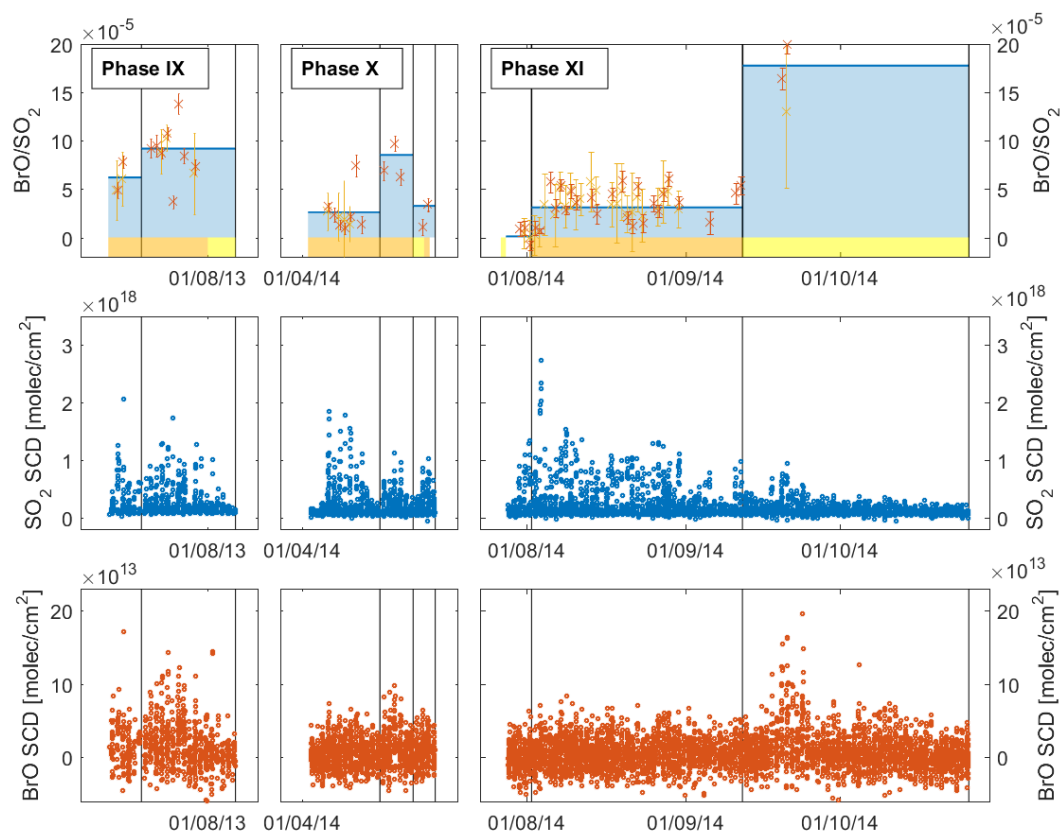 ×10⁻⁵ ×10⁻⁵
20 Phase IX Phase X Phase XI 20
15 15
BrO/SO₂ BrO/SO₂
10 10
5 5
0 0
01/08/13 01/04/14 01/08/14 01/09/14 01/10/14
×10¹⁸ ×10¹⁸
SO₂ SCD [molec/cm²] SO₂ SCD [molec/cm²]
3 3
2 2
1 1
0 0
01/08/13 01/04/14 01/08/14 01/09/14 01/10/14
×10¹³ ×10¹³
BrO SCD [molec/cm²] BrO SCD [molec/cm²]
20 20
10 10
0 0
01/08/13 01/04/14 01/08/14 01/09/14 01/10/14